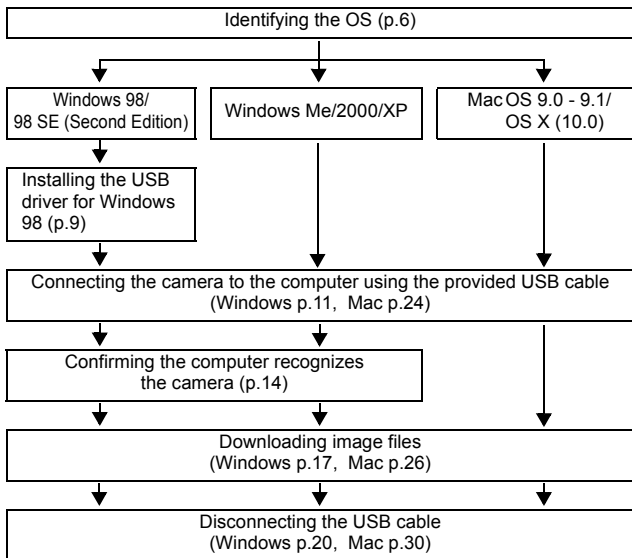 Identifying the OS (p.6)
Windows 98/
98 SE (Second Edition)
Windows Me/2000/XP
Mac OS 9.0 - 9.1/
OS X (10.0)
Installing the USB
driver for Windows
98 (p.9)
Connecting the camera to the computer using the provided USB cable
(Windows p.11, Mac p.24)
Confirming the computer recognizes
the camera (p.14)
Downloading image files
(Windows p.17, Mac p.26)
Disconnecting the USB cable
(Windows p.20, Mac p.30)